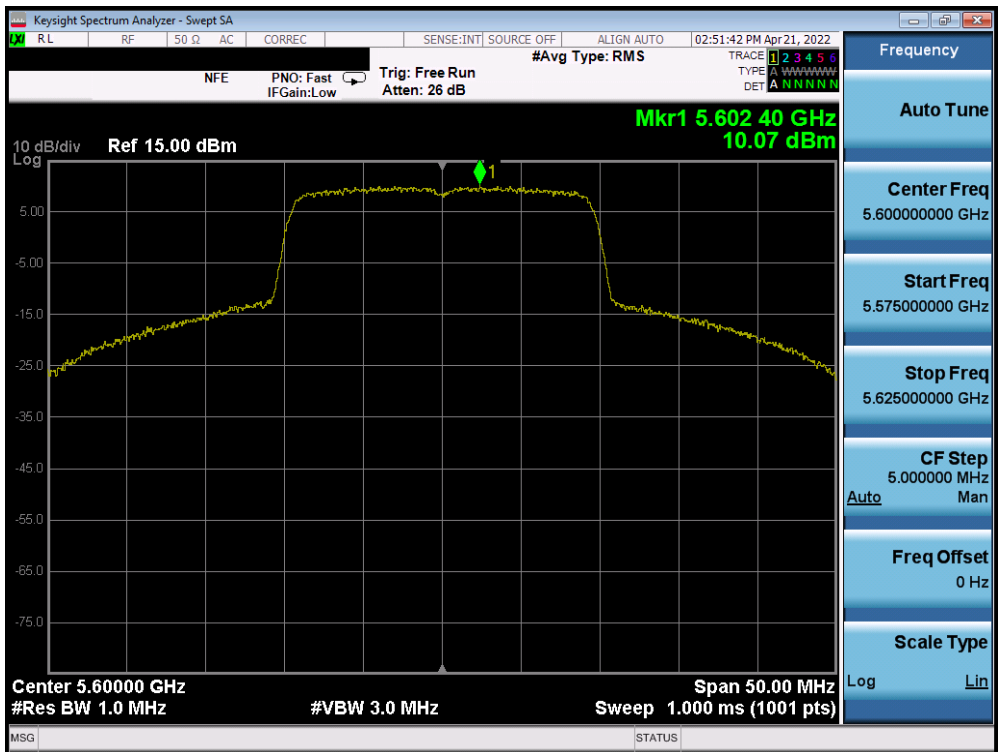 Keysight Spectrum Analyzer - Swept SA
LXI RL RF 50 Ω AC CORREC SENSE:INT SOURCE OFF ALIGN AUTO 02:51:42 PM Apr 21, 2022
#Avg Type: RMS
TRACE 1 2 3 4 5 6
NFE PNO: Fast Trig: Free Run TYPE A WWWWW
IFGain:Low Atten: 26 dB DET A N N N N N
Mkr1 5.602 40 GHz
10.07 dBm
10 dB/div Ref 15.00 dBm
Log
1
5.00
-5.00
-15.0
-25.0
-35.0
-45.0
-55.0
-65.0
-75.0
Center 5.60000 GHz Span 50.00 MHz
#Res BW 1.0 MHz #VBW 3.0 MHz Sweep 1.000 ms (1001 pts)
MSG STATUS
Frequency
Auto Tune
Center Freq
5.600000000 GHz
Start Freq
5.575000000 GHz
Stop Freq
5.625000000 GHz
CF Step
5.000000 MHz
Auto Man
Freq Offset
0 Hz
Scale Type
Log Lin